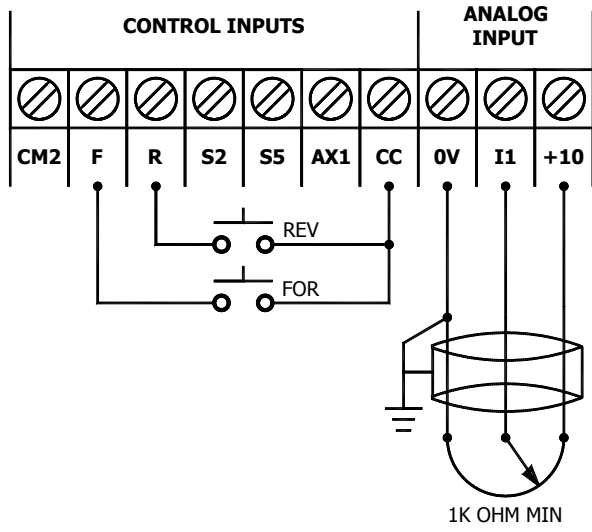 CONTROL INPUTS
ANALOG
INPUT
CM2 F R S2 S5 AX1 CC 0V I1 +10
REV
FOR
1K OHM MIN